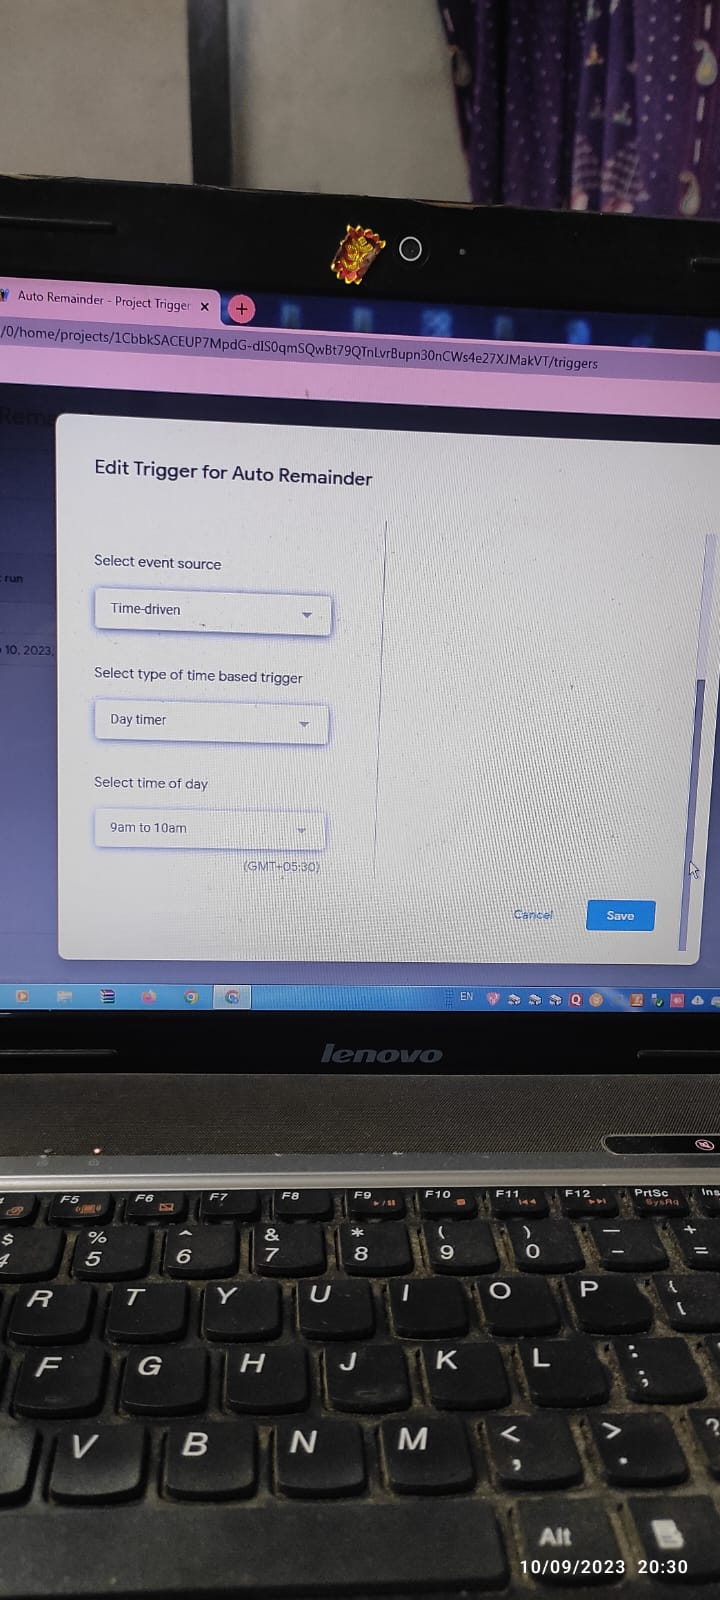 Auto Remainder - Project Trigger
/0/home/projects/1CbbkSACEUP7MpdG-dIS0qmSQwBt79QTnLvrBupn30nCWs4e27XJMakVT/triggers
Edit Trigger for Auto Remainder
Select event source
run
Time-driven
10, 2023,
Select type of time based trigger
Day timer
Select time of day
9am to 10am
(GMT+05:30)
Cancel Save
EN
lenovo
F5 F6 F7 F8 F9 F10 F11 F12 PrtSc Ins
SysRq
$ % ^ & * ( ) — +
4 5 6 7 8 9 0 - =
R T Y U I O P { [
F G H J K L : ;
V B N M < , > . ?
Alt
10/09/2023 20:30